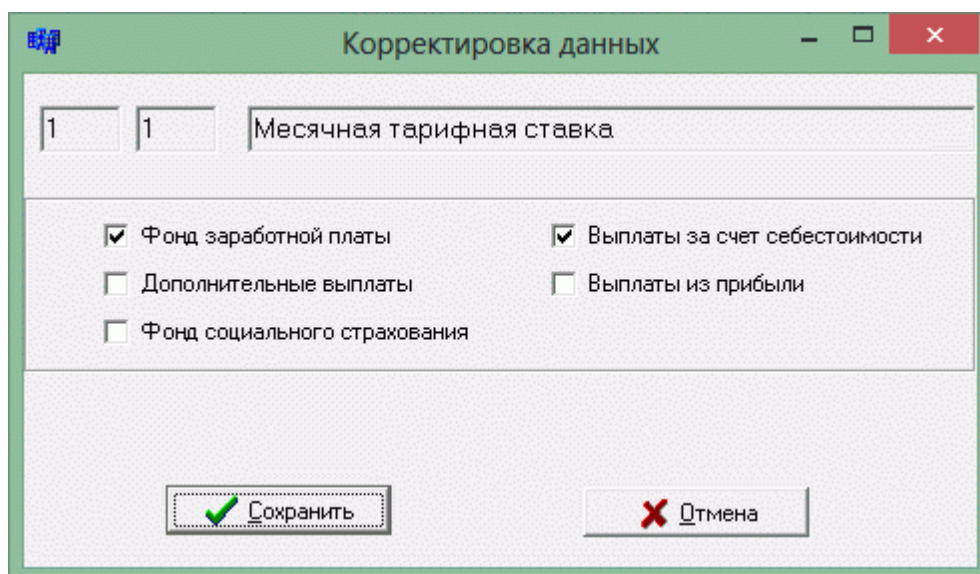 Корректировка данных
1 1 Месячная тарифная ставка
Фонд заработной платы Выплаты за счет себестоимости
Дополнительные выплаты Выплаты из прибыли
Фонд социального страхования
Сохранить Отмена